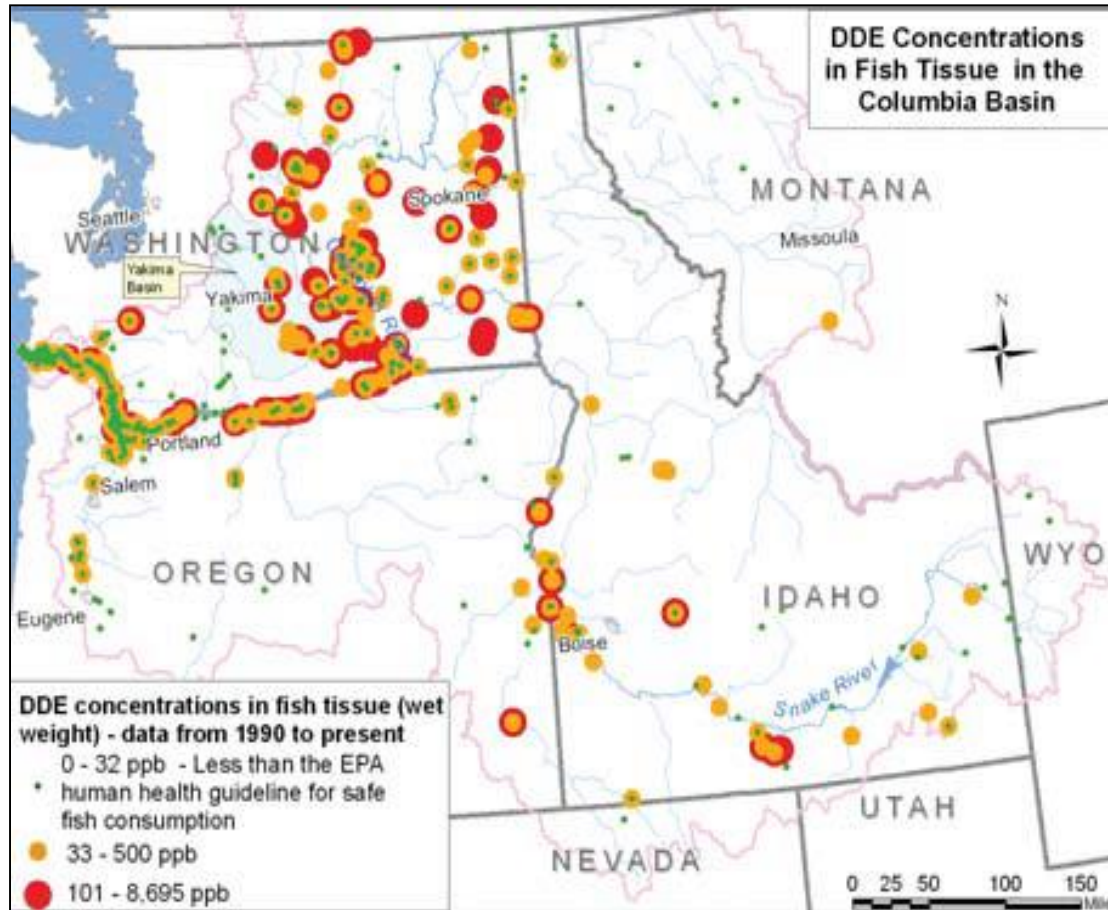 DDE Concentrations
in Fish Tissue in the
Columbia Basin
MONTANA
Spokane
Seattle
Missoula
WASHINGTON
Yakima
Basin
Yakima
N
Portland
Salem
WYO
OREGON
IDAHO
Eugene
Boise
Snake River
DDE concentrations in fish tissue (wet
weight) - data from 1990 to present
0 - 32 ppb - Less than the EPA
human health guideline for safe
fish consumption
33 - 500 ppb
101 - 8,695 ppb
UTAH
NEVADA
0 25 50 100 150
Miles